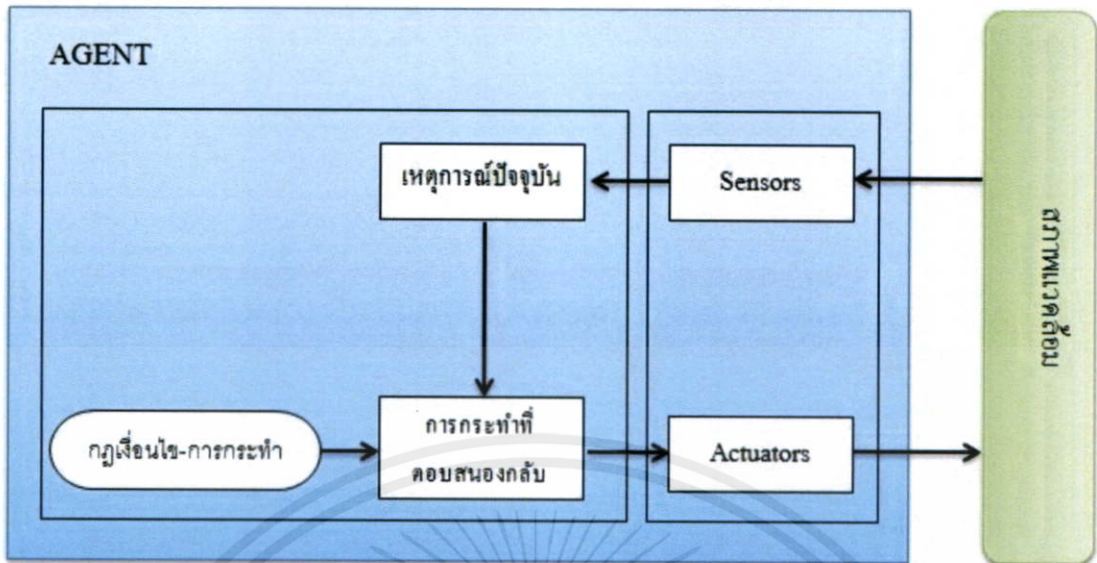 AGENT
เหตุการณ์ปัจจุบัน
Sensors
สภาพแวดล้อม
กฎเงื่อนไข-การกระทำ
การกระทำที่
ตอบสนองกลับ
Actuators